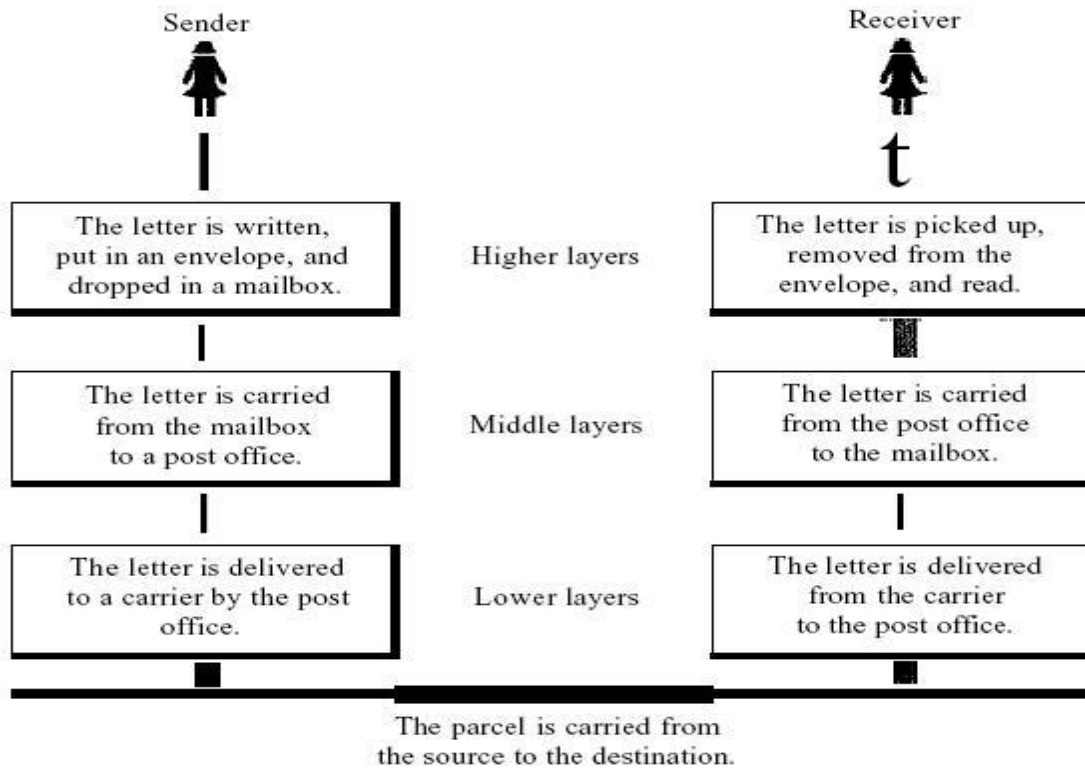 Sender
Receiver
t
The letter is written,
put in an envelope, and
dropped in a mailbox.
Higher layers
The letter is picked up,
removed from the
envelope, and read.
The letter is carried
from the mailbox
to a post office.
Middle layers
The letter is carried
from the post office
to the mailbox.
The letter is delivered
to a carrier by the post
office.
Lower layers
The letter is delivered
from the carrier
to the post office.
The parcel is carried from
the source to the destination.